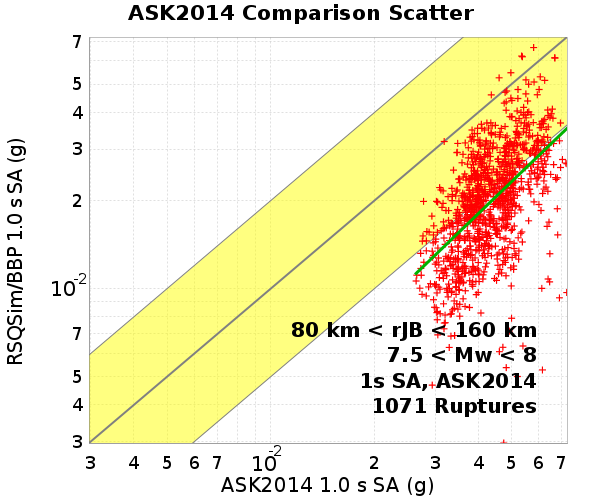 ASK2014 Comparison Scatter
RSQSim/BBP 1.0 s SA (g)
7
5
4
3
2
10-2
7
5
4
3
80 km < rJB < 160 km
7.5 < Mw < 8
1s SA, ASK2014
1071 Ruptures
3 4 5 6 7 10-2 2 3 4 5 6 7
ASK2014 1.0 s SA (g)